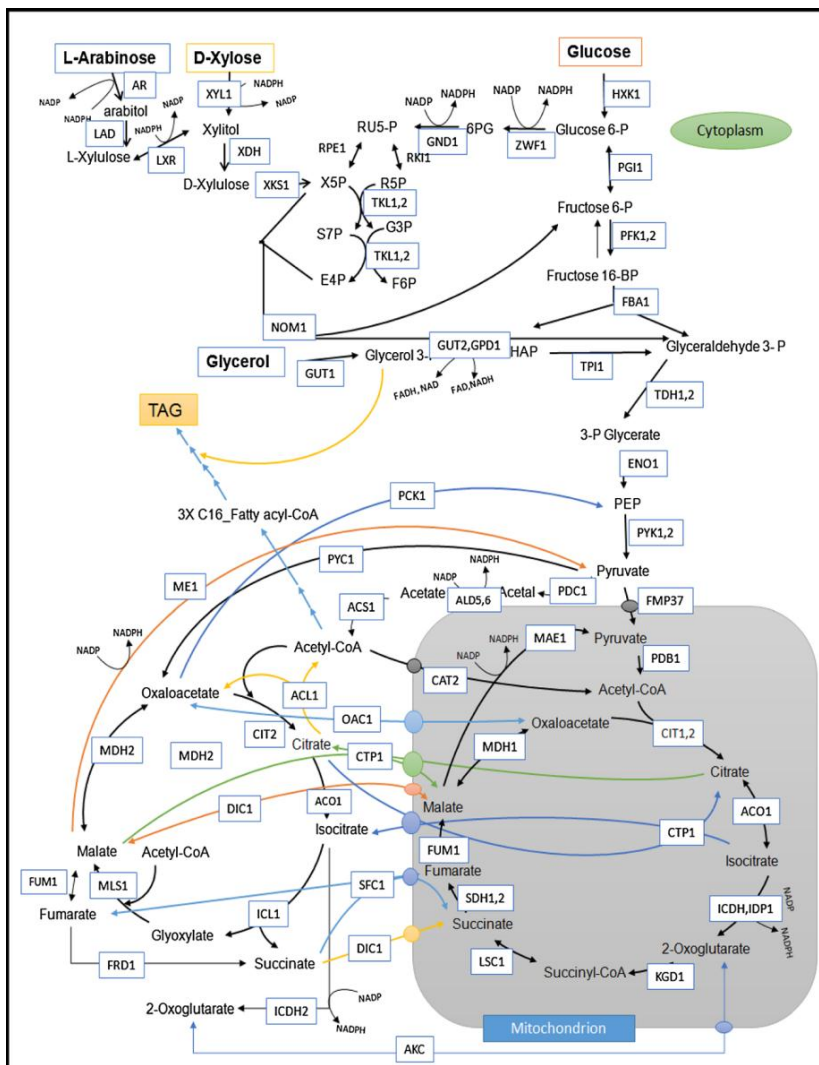 L-Arabinose
D-Xylose
Glucose
NADP
AR
XYL1
NADPH
NADP
NADP
NADPH
NADP
NADPH
HXK1
NADPH
arabitol
NADP
Cytoplasm
LAD
NADPH
Xylitol
RU5-P
6PG
Glucose 6-P
GND1
ZWF1
L-Xylulose
LXR
XDH
RPE1
RKI1
PGI1
D-Xylulose
XKS1
X5P
R5P
TKL1,2
Fructose 6-P
S7P
G3P
PFK1,2
TKL1,2
E4P
F6P
Fructose 16-BP
FBA1
NOM1
GUT2,GPD1
Glyceraldehyde 3- P
Glycerol
Glycerol 3-
HAP
GUT1
TPI1
FADH, NAD
FAD,NADH
TDH1,2
TAG
3-P Glycerate
ENO1
PCK1
PEP
3X C16_Fatty acyl-CoA
PYK1,2
PYC1
NADPH
Pyruvate
ME1
NADP
ACS1
Acetate
ALD5,6
Acetal
PDC1
FMP37
NADPH
NADP
Acetyl-CoA
MAE1
NADPH
NADP
Pyruvate
PDB1
CAT2
Acetyl-CoA
Oxaloacetate
ACL1
OAC1
Oxaloacetate
CIT2
CIT1,2
MDH2
MDH2
Citrate
CTP1
MDH1
Citrate
DIC1
ACO1
Malate
ACO1
Isocitrate
CTP1
Malate
Acetyl-CoA
FUM1
Isocitrate
FUM1
MLS1
Fumarate
SFC1
SDH1,2
ICDH,IDP1
NADP
Fumarate
ICL1
Succinate
NADPH
Glyoxylate
DIC1
2-Oxoglutarate
FRD1
Succinate
LSC1
Succinyl-CoA
KGD1
NADP
2-Oxoglutarate
ICDH2
NADPH
Mitochondrion
AKC